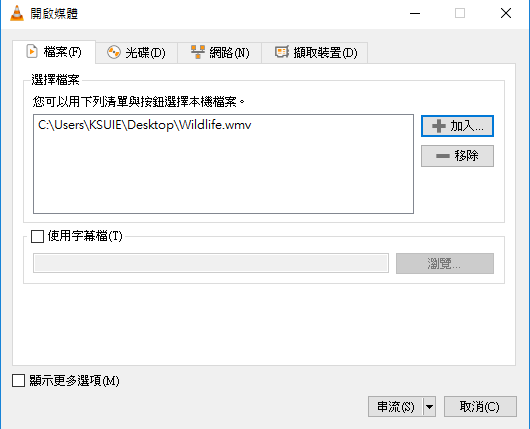 開啟媒體
檔案(F)
光碟(D)
網路(N)
擷取裝置(D)
選擇檔案
您可以用下列清單與按鈕選擇本機檔案。
C:\Users\KSUIE\Desktop\Wildlife.wmv
加入...
移除
使用字幕檔(T)
瀏覽...
顯示更多選項(M)
串流(S)
取消(C)